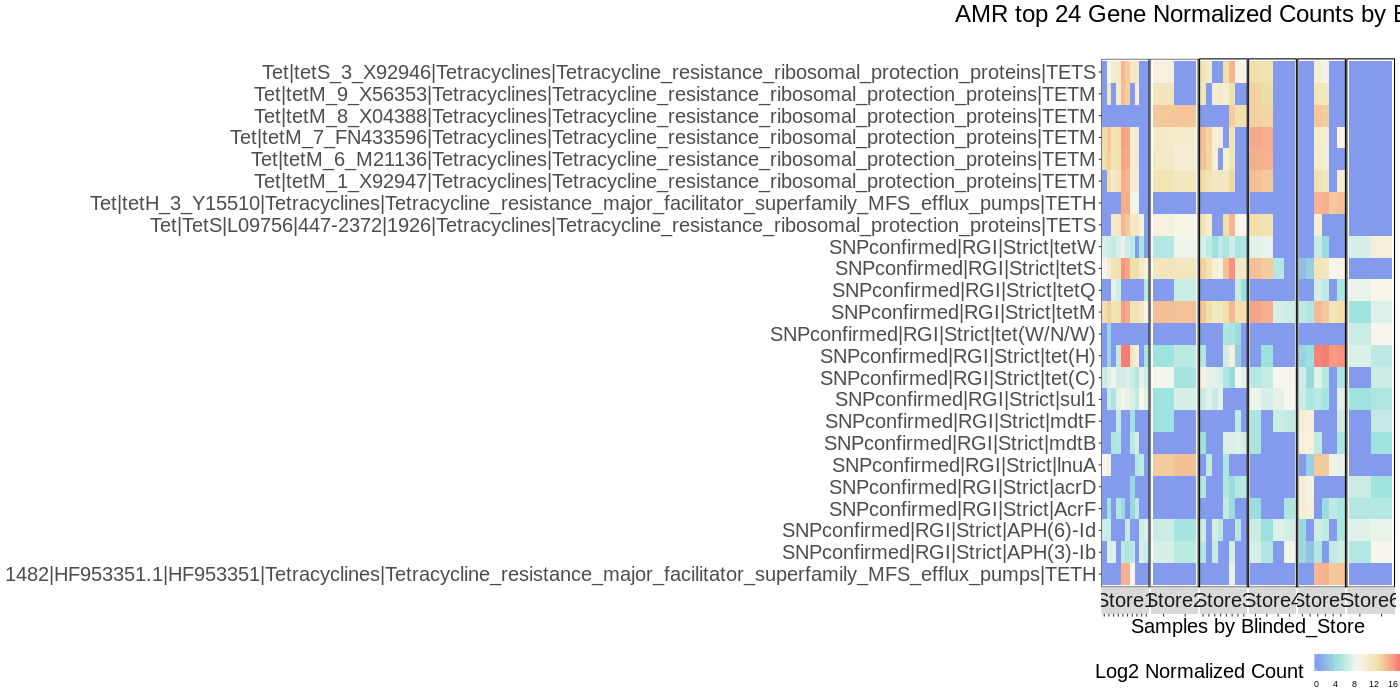 AMR top 24 Gene Normalized Counts by
Tet|tetS_3_X92946|Tetracyclines|Tetracycline_resistance_ribosomal_protection_proteins|TETS
Tet|tetM_9_X56353|Tetracyclines|Tetracycline_resistance_ribosomal_protection_proteins|TETM
Tet|tetM_8_X04388|Tetracyclines|Tetracycline_resistance_ribosomal_protection_proteins|TETM
Tet|tetM_7_FN433596|Tetracyclines|Tetracycline_resistance_ribosomal_protection_proteins|TETM
Tet|tetM_6_M21136|Tetracyclines|Tetracycline_resistance_ribosomal_protection_proteins|TETM
Tet|tetM_1_X92947|Tetracyclines|Tetracycline_resistance_ribosomal_protection_proteins|TETM
Tet|tetH_3_Y15510|Tetracyclines|Tetracycline_resistance_major_facilitator_superfamily_MFS_efflux_pumps|TETH
Tet|TetS|L09756|447-2372|1926|Tetracyclines|Tetracycline_resistance_ribosomal_protection_proteins|TETS
SNPconfirmed|RGI|Strict|tetW
SNPconfirmed|RGI|Strict|tetS
SNPconfirmed|RGI|Strict|tetQ
SNPconfirmed|RGI|Strict|tetM
SNPconfirmed|RGI|Strict|tet(W/N/W)
SNPconfirmed|RGI|Strict|tet(H)
SNPconfirmed|RGI|Strict|tet(C)
SNPconfirmed|RGI|Strict|sul1
SNPconfirmed|RGI|Strict|mdtF
SNPconfirmed|RGI|Strict|mdtB
SNPconfirmed|RGI|Strict|lnuA
SNPconfirmed|RGI|Strict|acrD
SNPconfirmed|RGI|Strict|AcrF
SNPconfirmed|RGI|Strict|APH(6)-Id
SNPconfirmed|RGI|Strict|APH(3)-Ib
1482|HF953351.1|HF953351|Tetracyclines|Tetracycline_resistance_major_facilitator_superfamily_MFS_efflux_pumps|TETH
Store1 Store2 Store3 Store4 Store5 Store6
Samples by Blinded_Store
Log2 Normalized Count
0 4 8 12 16